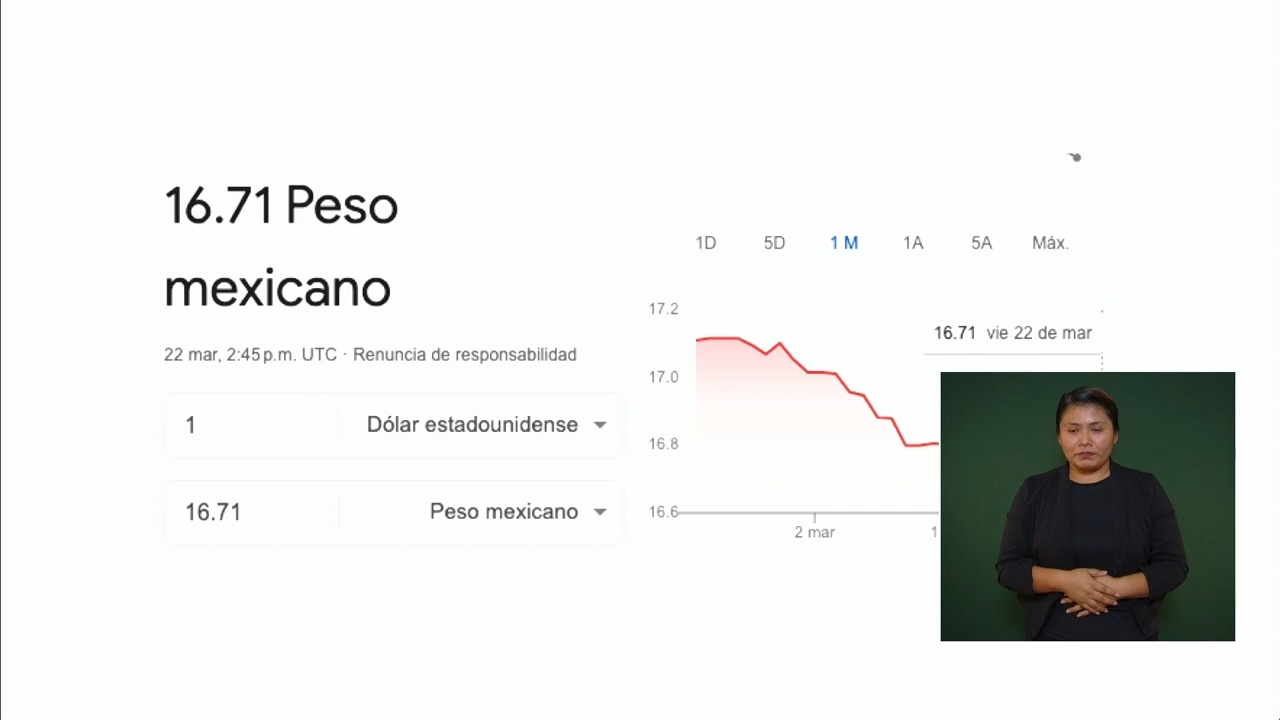 16.71 Peso
mexicano
22 mar, 2:45 p.m. UTC · Renuncia de responsabilidad
1 Dólar estadounidense
16.71 Peso mexicano
1D 5D 1 M 1A 5A Máx.
17.2
16.71 vie 22 de mar
17.0
16.8
16.6
2 mar
1